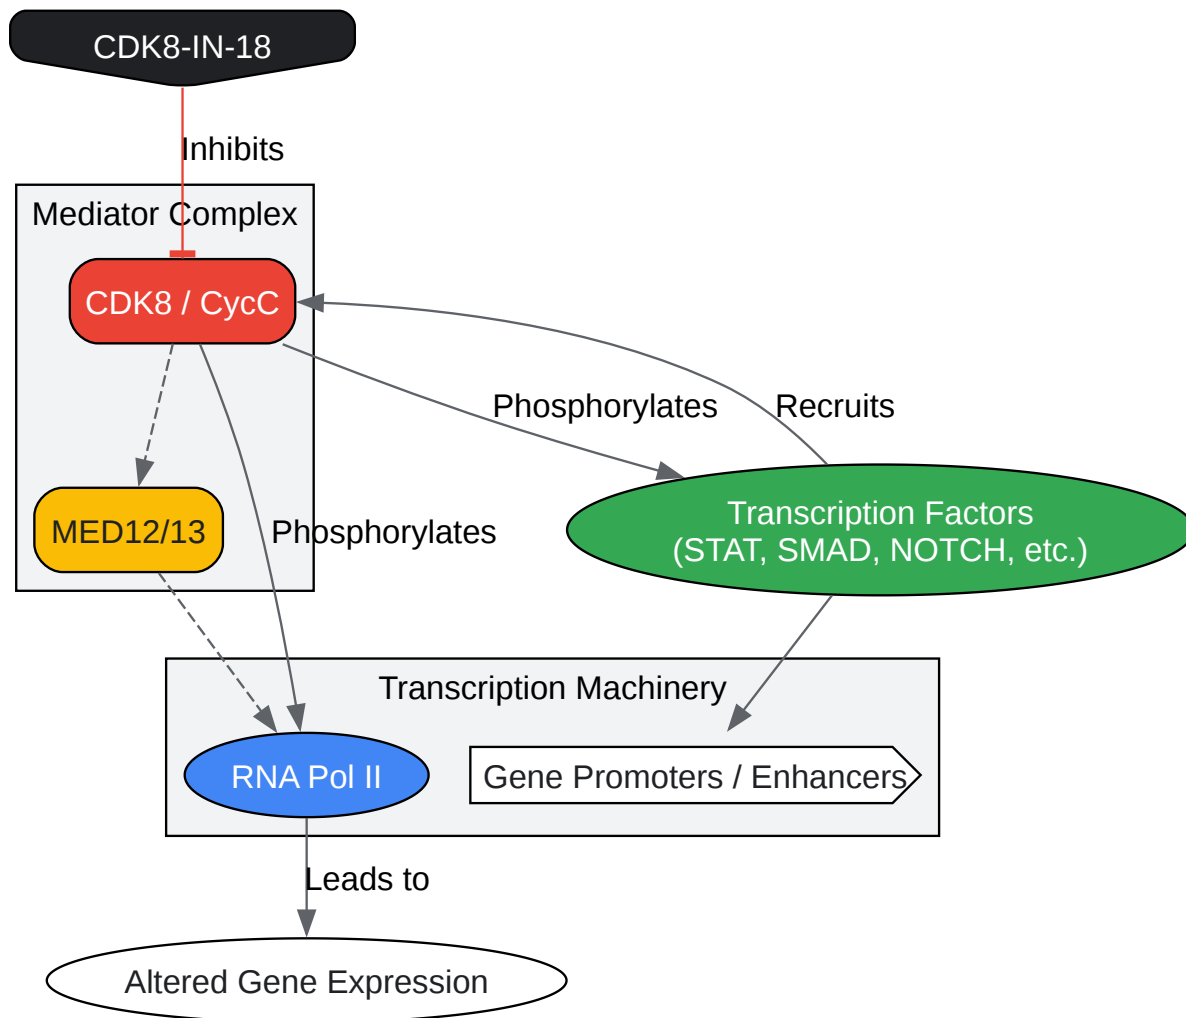 CDK8-IN-18
Inhibits
Mediator Complex
CDK8 / CycC
Phosphorylates
Recruits
MED12/13
Phosphorylates
Transcription Factors
(STAT, SMAD, NOTCH, etc.)
Transcription Machinery
RNA Pol II
Gene Promoters / Enhancers
Leads to
Altered Gene Expression